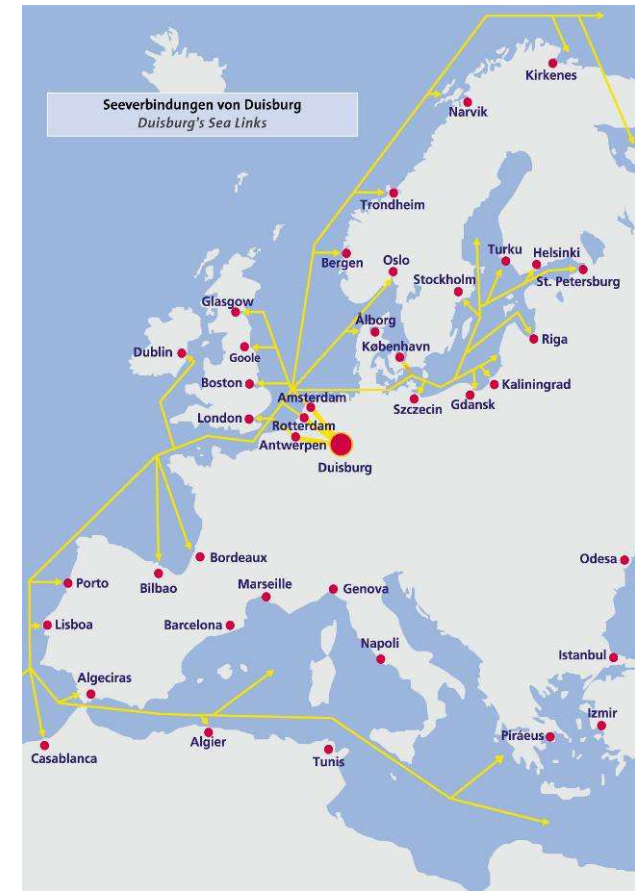 Seeverbindungen von Duisburg
Duisburg's Sea Links
Kirkenes
Narvik
Trondheim
Bergen
Oslo
Turku
Helsinki
Stockholm
St. Petersburg
Glasgow
Ålborg
Dublin
Goole
København
Riga
Boston
Amsterdam
Kaliningrad
Szczecin
Gdansk
London
Rotterdam
Antwerpen
Duisburg
Bordeaux
Odesa
Porto
Bilbao
Marseille
Genova
Lisboa
Barcelona
Napoli
Istanbul
Algeciras
Izmir
Piräeus
Algier
Casablanca
Tunis